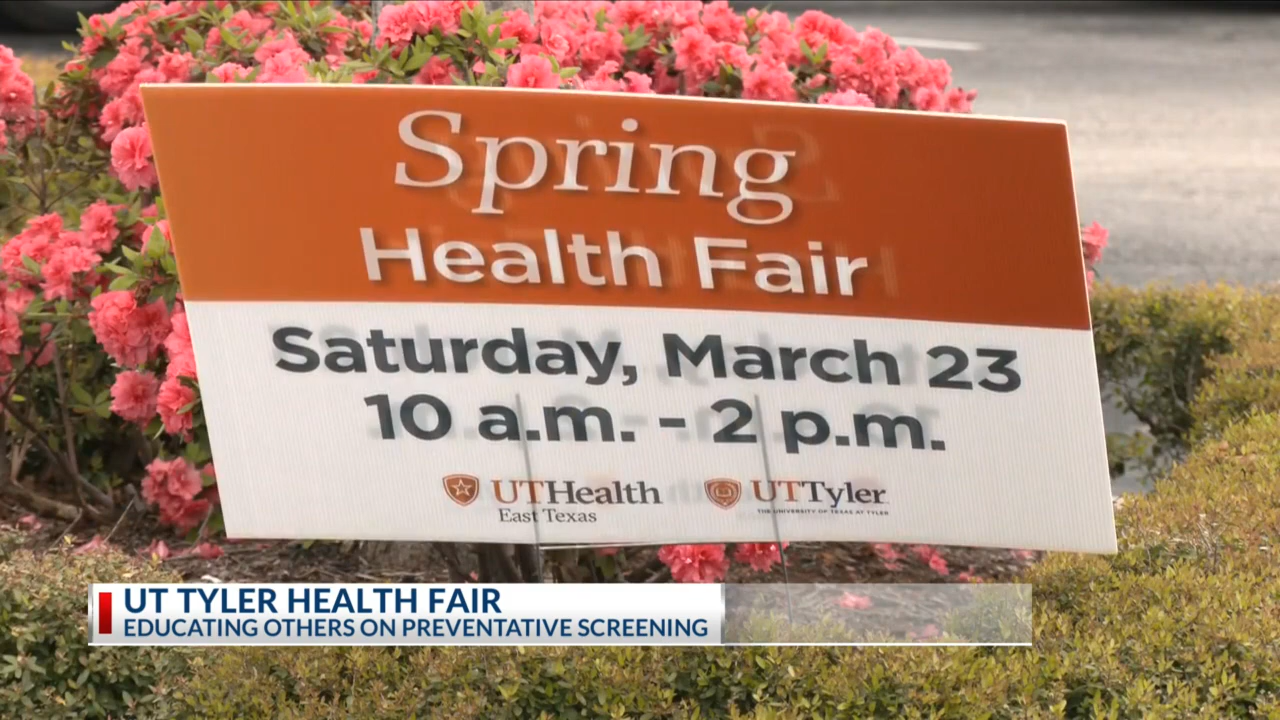 Spring
Health Fair
Saturday, March 23
10 a.m. - 2 p.m.
UTHealth
East Texas
UTTyler
THE UNIVERSITY OF TEXAS AT TYLER
UT TYLER HEALTH FAIR
EDUCATING OTHERS ON PREVENTATIVE SCREENING